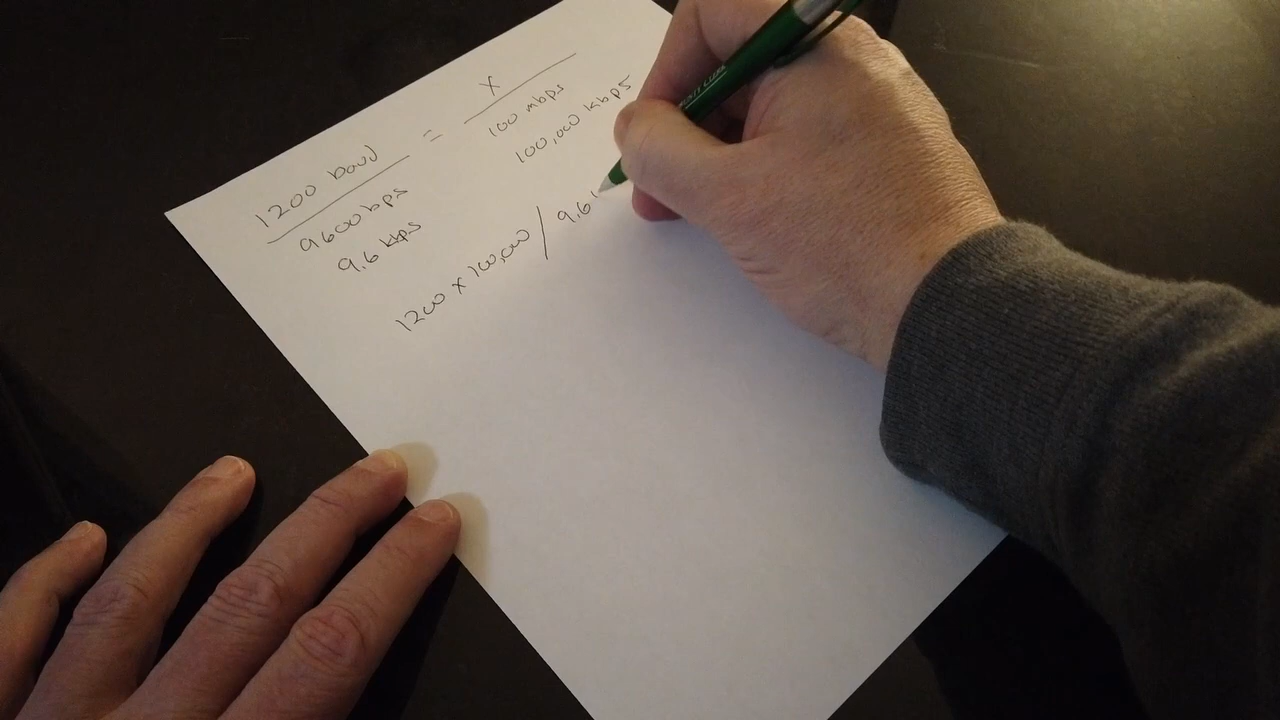 1200 baud = X
9600 bps 100 mbps
9.6 kbps 100,000 kbps
1200 x 100,000 / 9.6